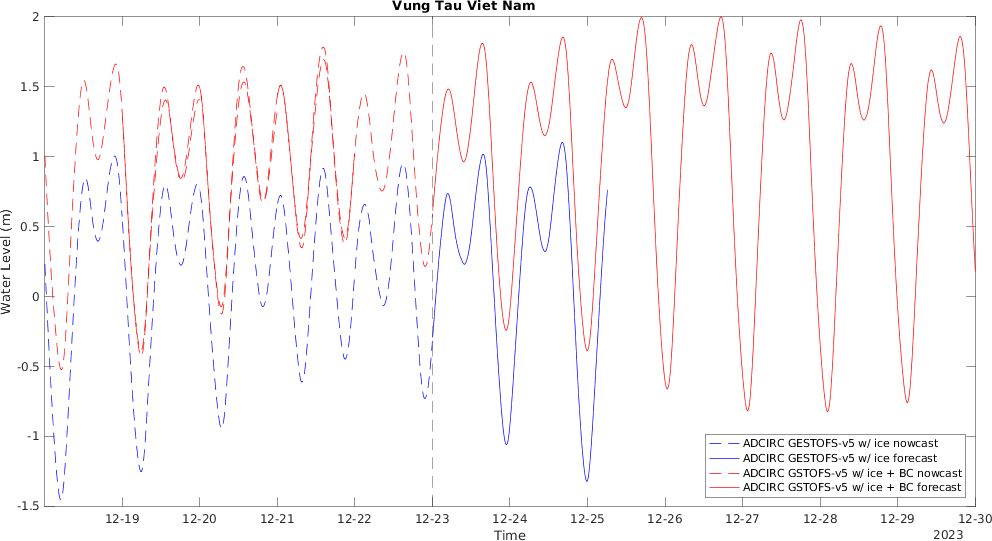 Vung Tau Viet Nam
2
1.5
1
0.5
0
-0.5
-1
-1.5
Water Level (m)
ADCIRC GESTOFS-v5 w/ ice nowcast
ADCIRC GESTOFS-v5 w/ ice forecast
ADCIRC GSTOFS-v5 w/ ice + BC nowcast
ADCIRC GSTOFS-v5 w/ ice + BC forecast
12-19 12-20 12-21 12-22 12-23 12-24 12-25 12-26 12-27 12-28 12-29 12-30
Time
2023